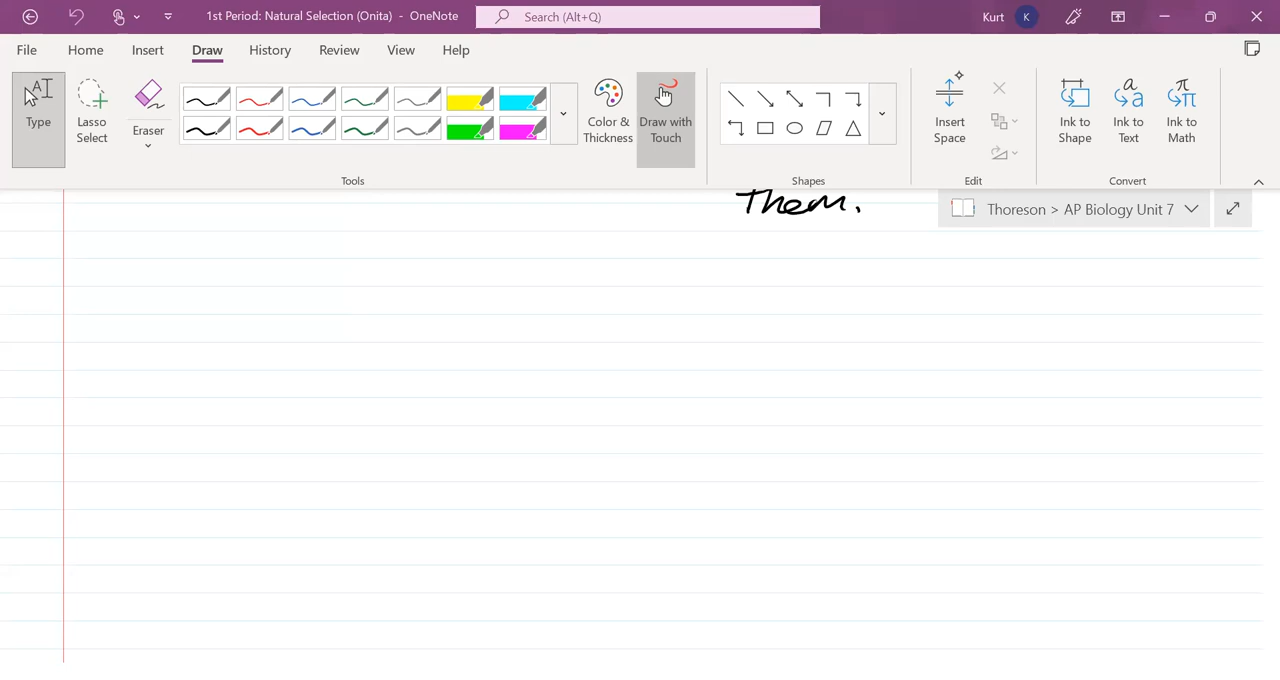 1st Period: Natural Selection (Onita) - OneNote
Search (Alt+Q)
Kurt K
File Home Insert Draw History Review View Help
Type
Lasso Select
Eraser
Color & Thickness
Draw with Touch
Insert Space
Ink to Shape
Ink to Text
Ink to Math
Tools
Shapes
Edit
Convert
Them.
Thoreson > AP Biology Unit 7